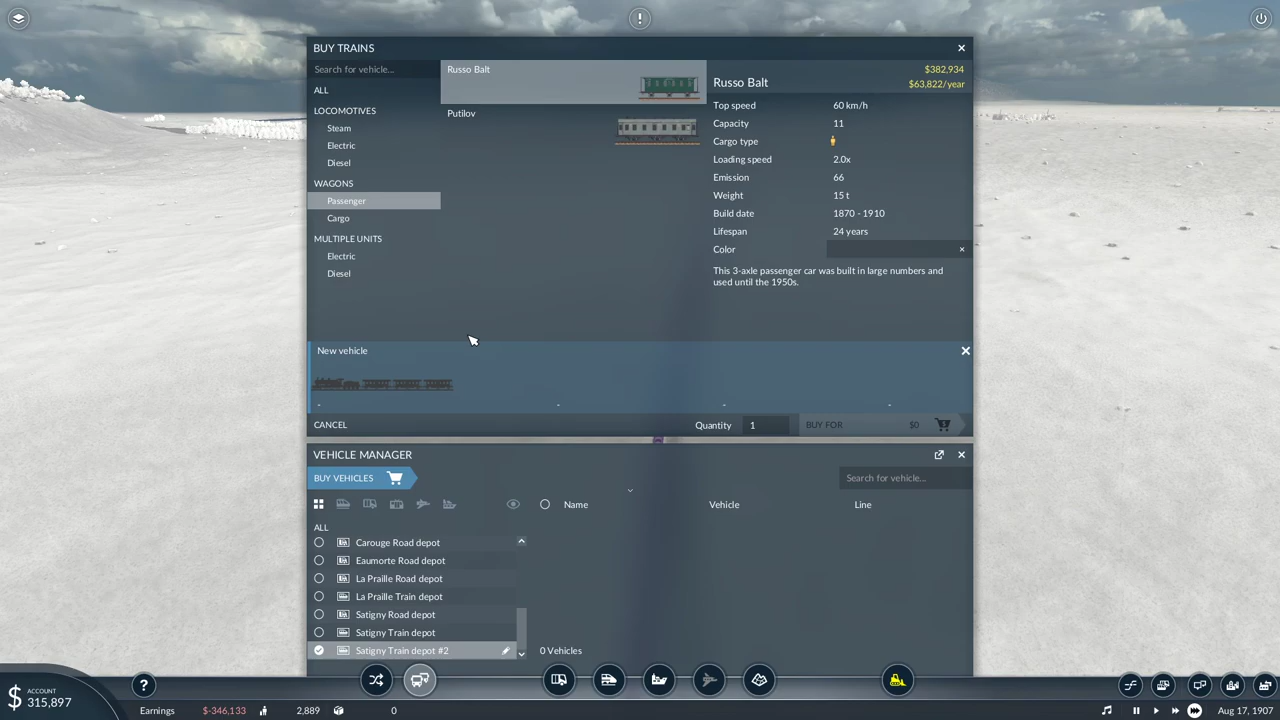 !
BUY TRAINS
Search for vehicle...
ALL
LOCOMOTIVES
Steam
Electric
Diesel
WAGONS
Passenger
Cargo
MULTIPLE UNITS
Electric
Diesel
Russo Balt
Putilov
Russo Balt
$382,934
$63,822/year
Top speed 60 km/h
Capacity 11
Cargo type
Loading speed 2.0x
Emission 66
Weight 15 t
Build date 1870 - 1910
Lifespan 24 years
Color
This 3-axle passenger car was built in large numbers and
used until the 1950s.
New vehicle
- - - -
CANCEL
Quantity 1
BUY FOR $0
VEHICLE MANAGER
BUY VEHICLES
Search for vehicle...
Name Vehicle Line
ALL
Carouge Road depot
Eaumorte Road depot
La Praille Road depot
La Praille Train depot
Satigny Road depot
Satigny Train depot
Satigny Train depot #2
0 Vehicles
$ ACCOUNT
315,897
?
Earnings $-346,133 2,889 0
Aug 17, 1907